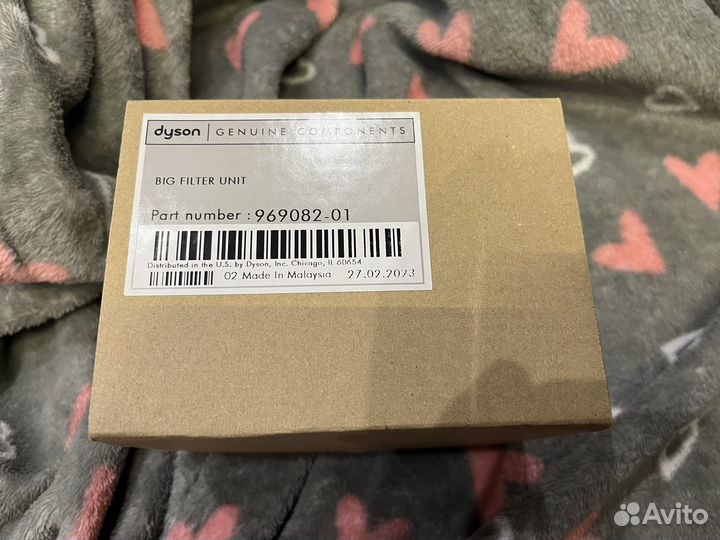 dyson | GENUINE COMPONENTS
BIG FILTER UNIT
Part number : 969082-01
Distributed in the U.S. by Dyson, Inc. Chicago, IL 60654
02 Made In Malaysia 27.02.2023
Avito